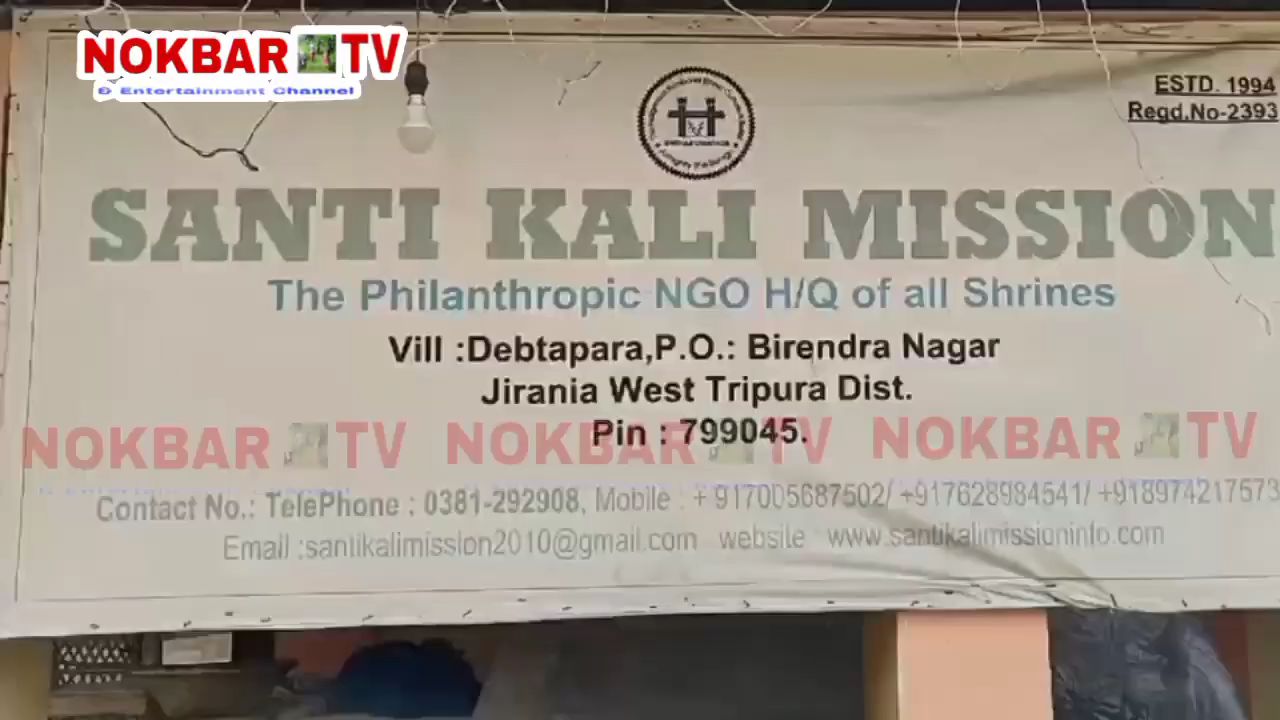 NOKBAR TV
& Entertainment Channel
ESTD. 1994
Regd.No-2393
SANTI KALI MISSION
The Philanthropic NGO H/Q of all Shrines
Vill :Debtapara,P.O.: Birendra Nagar
Jirania West Tripura Dist.
Pin : 799045.
NOKBAR TV NOKBAR TV NOKBAR TV
Contact No.: TelePhone : 0381-292908, Mobile : +917005687502/ +917628984541/ +918974217573
Email :santikalimission2010@gmail.com website : www.santikalimissioninfo.com